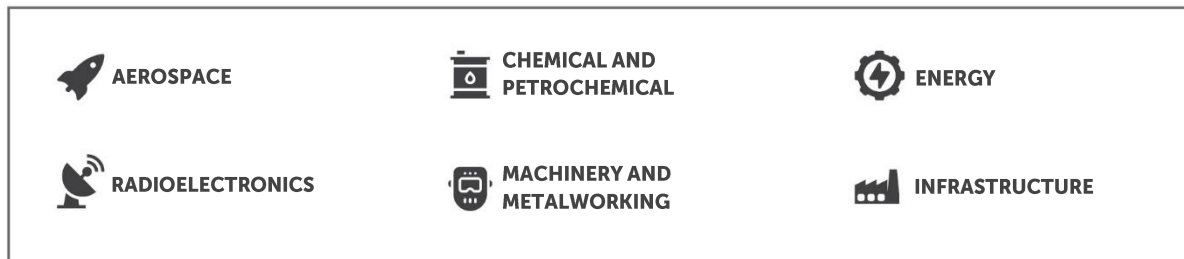 AEROSPACE
CHEMICAL AND
PETROCHEMICAL
ENERGY
RADIOELECTRONICS
MACHINERY AND
METALWORKING
INFRASTRUCTURE